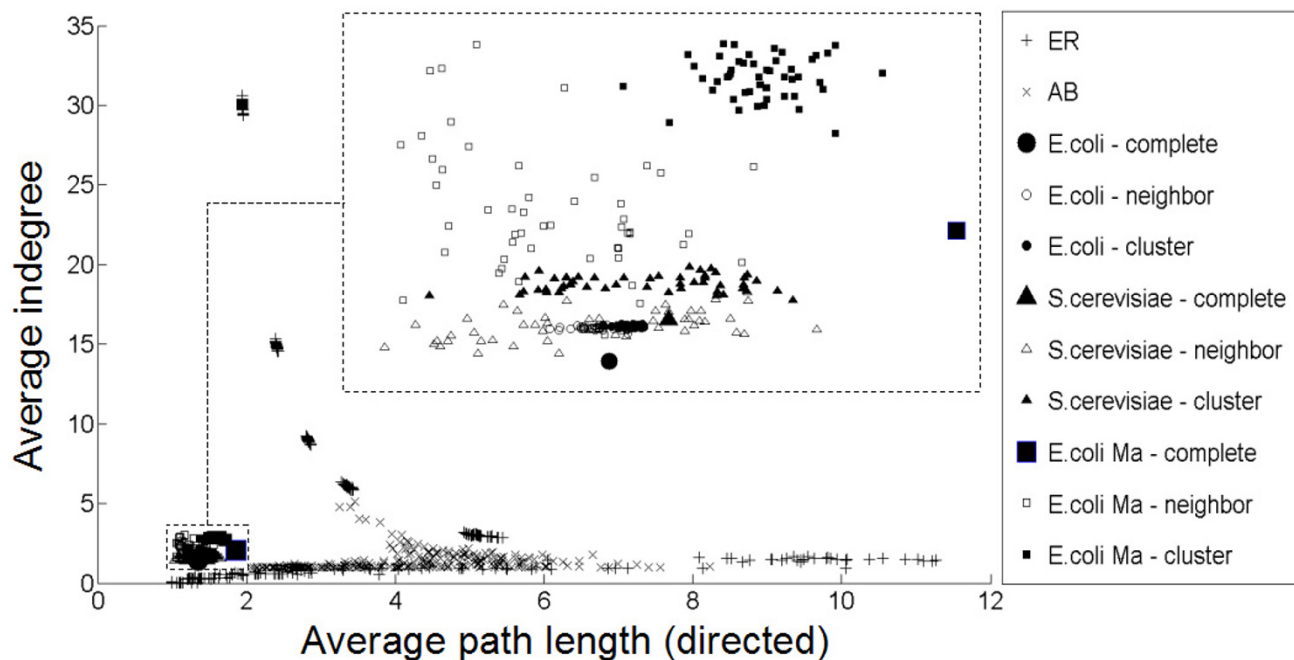 35
30
25
20
15
10
5
0
0 2 4 6 8 10 12
Average indegree
Average path length (directed)
ER
AB
E.coli - complete
E.coli - neighbor
E.coli - cluster
S.cerevisiae - complete
S.cerevisiae - neighbor
S.cerevisiae - cluster
E.coli Ma - complete
E.coli Ma - neighbor
E.coli Ma - cluster